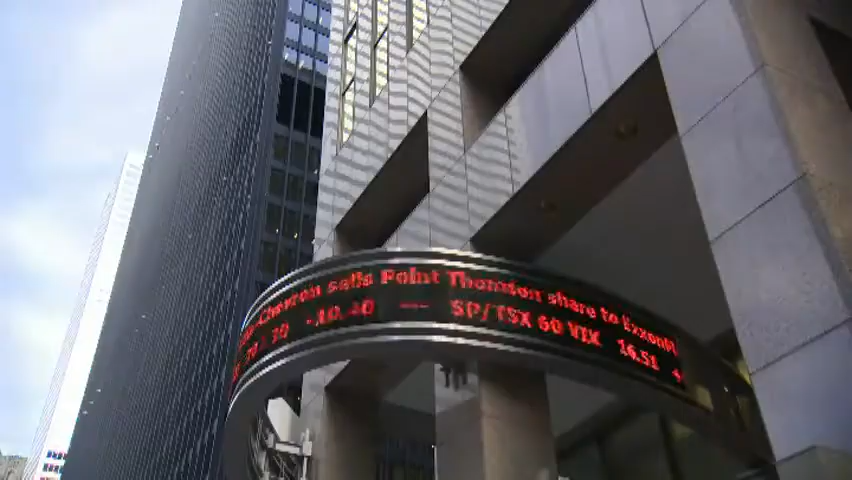 Chevron sells Point Thomson share to ExxonM
-10.40 --- SP/TSX 60 VIX 16.51